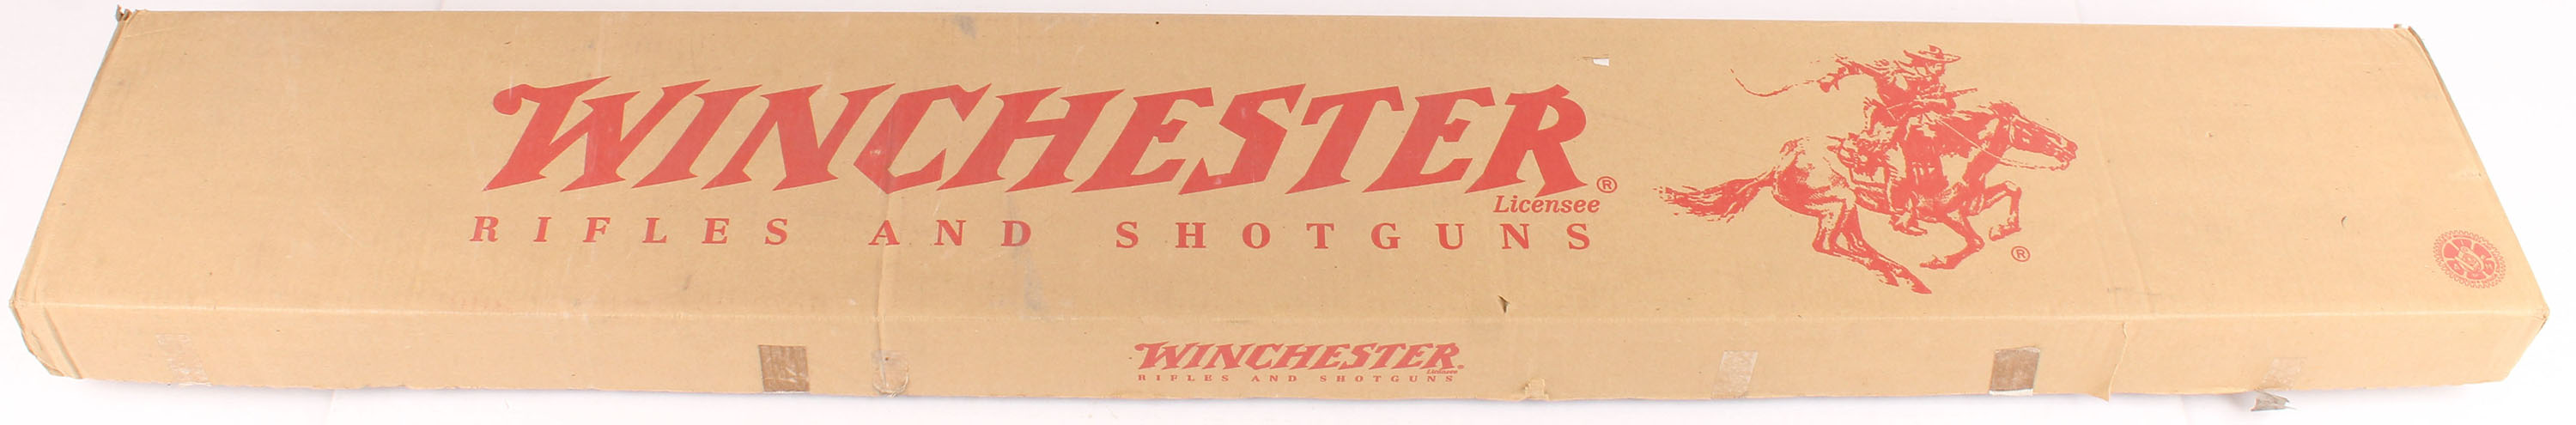 WINCHESTER®
Licensee
RIFLES AND SHOTGUNS
®
WINCHESTER®
Licensee
RIFLES AND SHOTGUNS